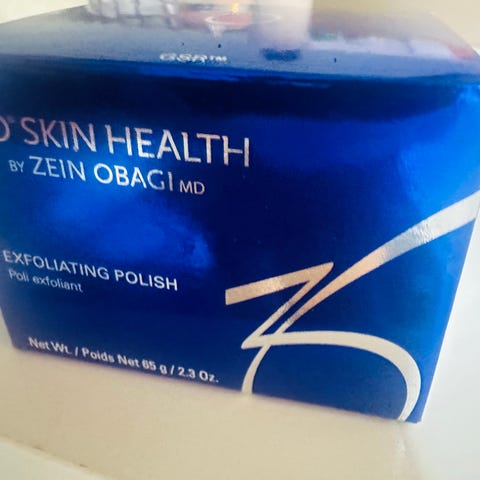 GSR™
O® SKIN HEALTH
BY ZEIN OBAGI MD
EXFOLIATING POLISH
Poli exfoliant
Net Wt. / Poids Net 65 g / 2.3 Oz.